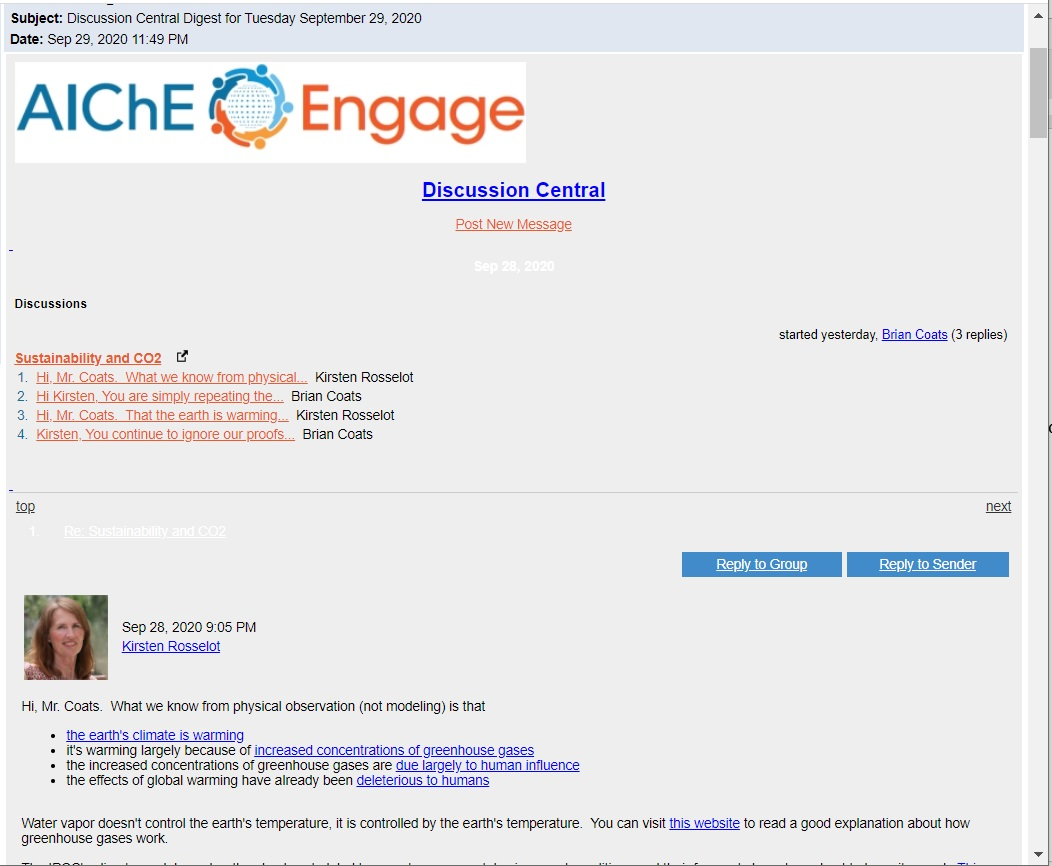 Subject: Discussion Central Digest for Tuesday September 29, 2020
Date: Sep 29, 2020 11:49 PM
AIChE Engage
Discussion Central
Post New Message
Sep 28, 2020
Discussions
started yesterday, Brian Coats (3 replies)
Sustainability and CO2
1. Hi, Mr. Coats. What we know from physical... Kirsten Rosselot
2. Hi Kirsten, You are simply repeating the... Brian Coats
3. Hi, Mr. Coats. That the earth is warming... Kirsten Rosselot
4. Kirsten, You continue to ignore our proofs... Brian Coats
top next
1. Re: Sustainability and CO2
Reply to Group Reply to Sender
Sep 28, 2020 9:05 PM
Kirsten Rosselot
Hi, Mr. Coats. What we know from physical observation (not modeling) is that
• the earth's climate is warming
• it's warming largely because of increased concentrations of greenhouse gases
• the increased concentrations of greenhouse gases are due largely to human influence
• the effects of global warming have already been deleterious to humans
Water vapor doesn't control the earth's temperature, it is controlled by the earth's temperature. You can visit this website to read a good explanation about how
greenhouse gases work.